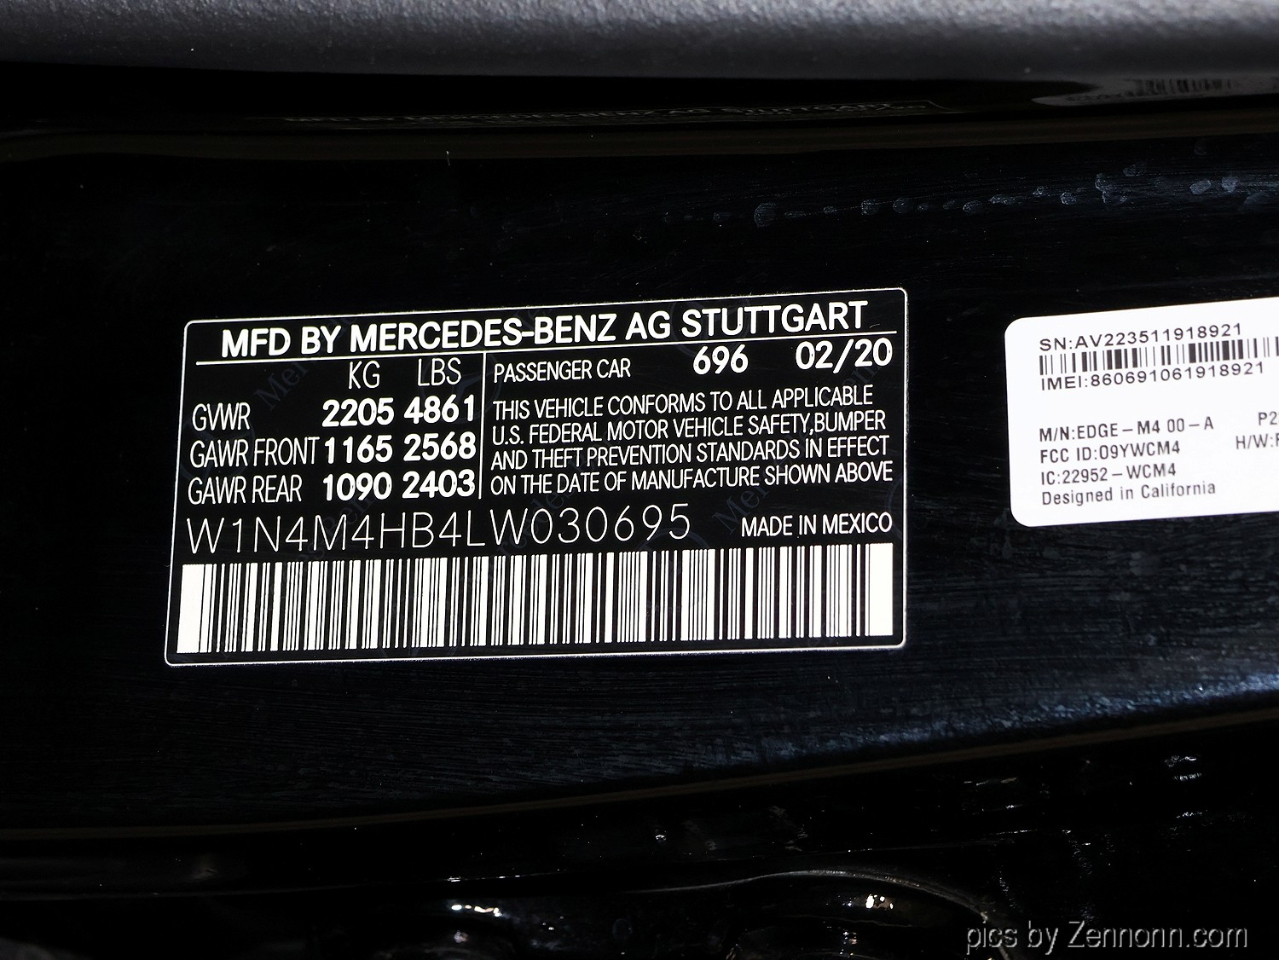 MFD BY MERCEDES-BENZ AG STUTTGART
KG LBS
GVWR 2205 4861
GAWR FRONT 1165 2568
GAWR REAR 1090 2403
PASSENGER CAR 696 02/20
THIS VEHICLE CONFORMS TO ALL APPLICABLE
U.S. FEDERAL MOTOR VEHICLE SAFETY,BUMPER
AND THEFT PREVENTION STANDARDS IN EFFECT
ON THE DATE OF MANUFACTURE SHOWN ABOVE
W1N4M4HB4LW030695 MADE IN MEXICO
SN:AV223511918921
IMEI:860691061918921
M/N:EDGE-M4 00-A
FCC ID:09YWCM4
H/W:
IC:22952-WCM4
Designed in California
pics by Zennonn.com